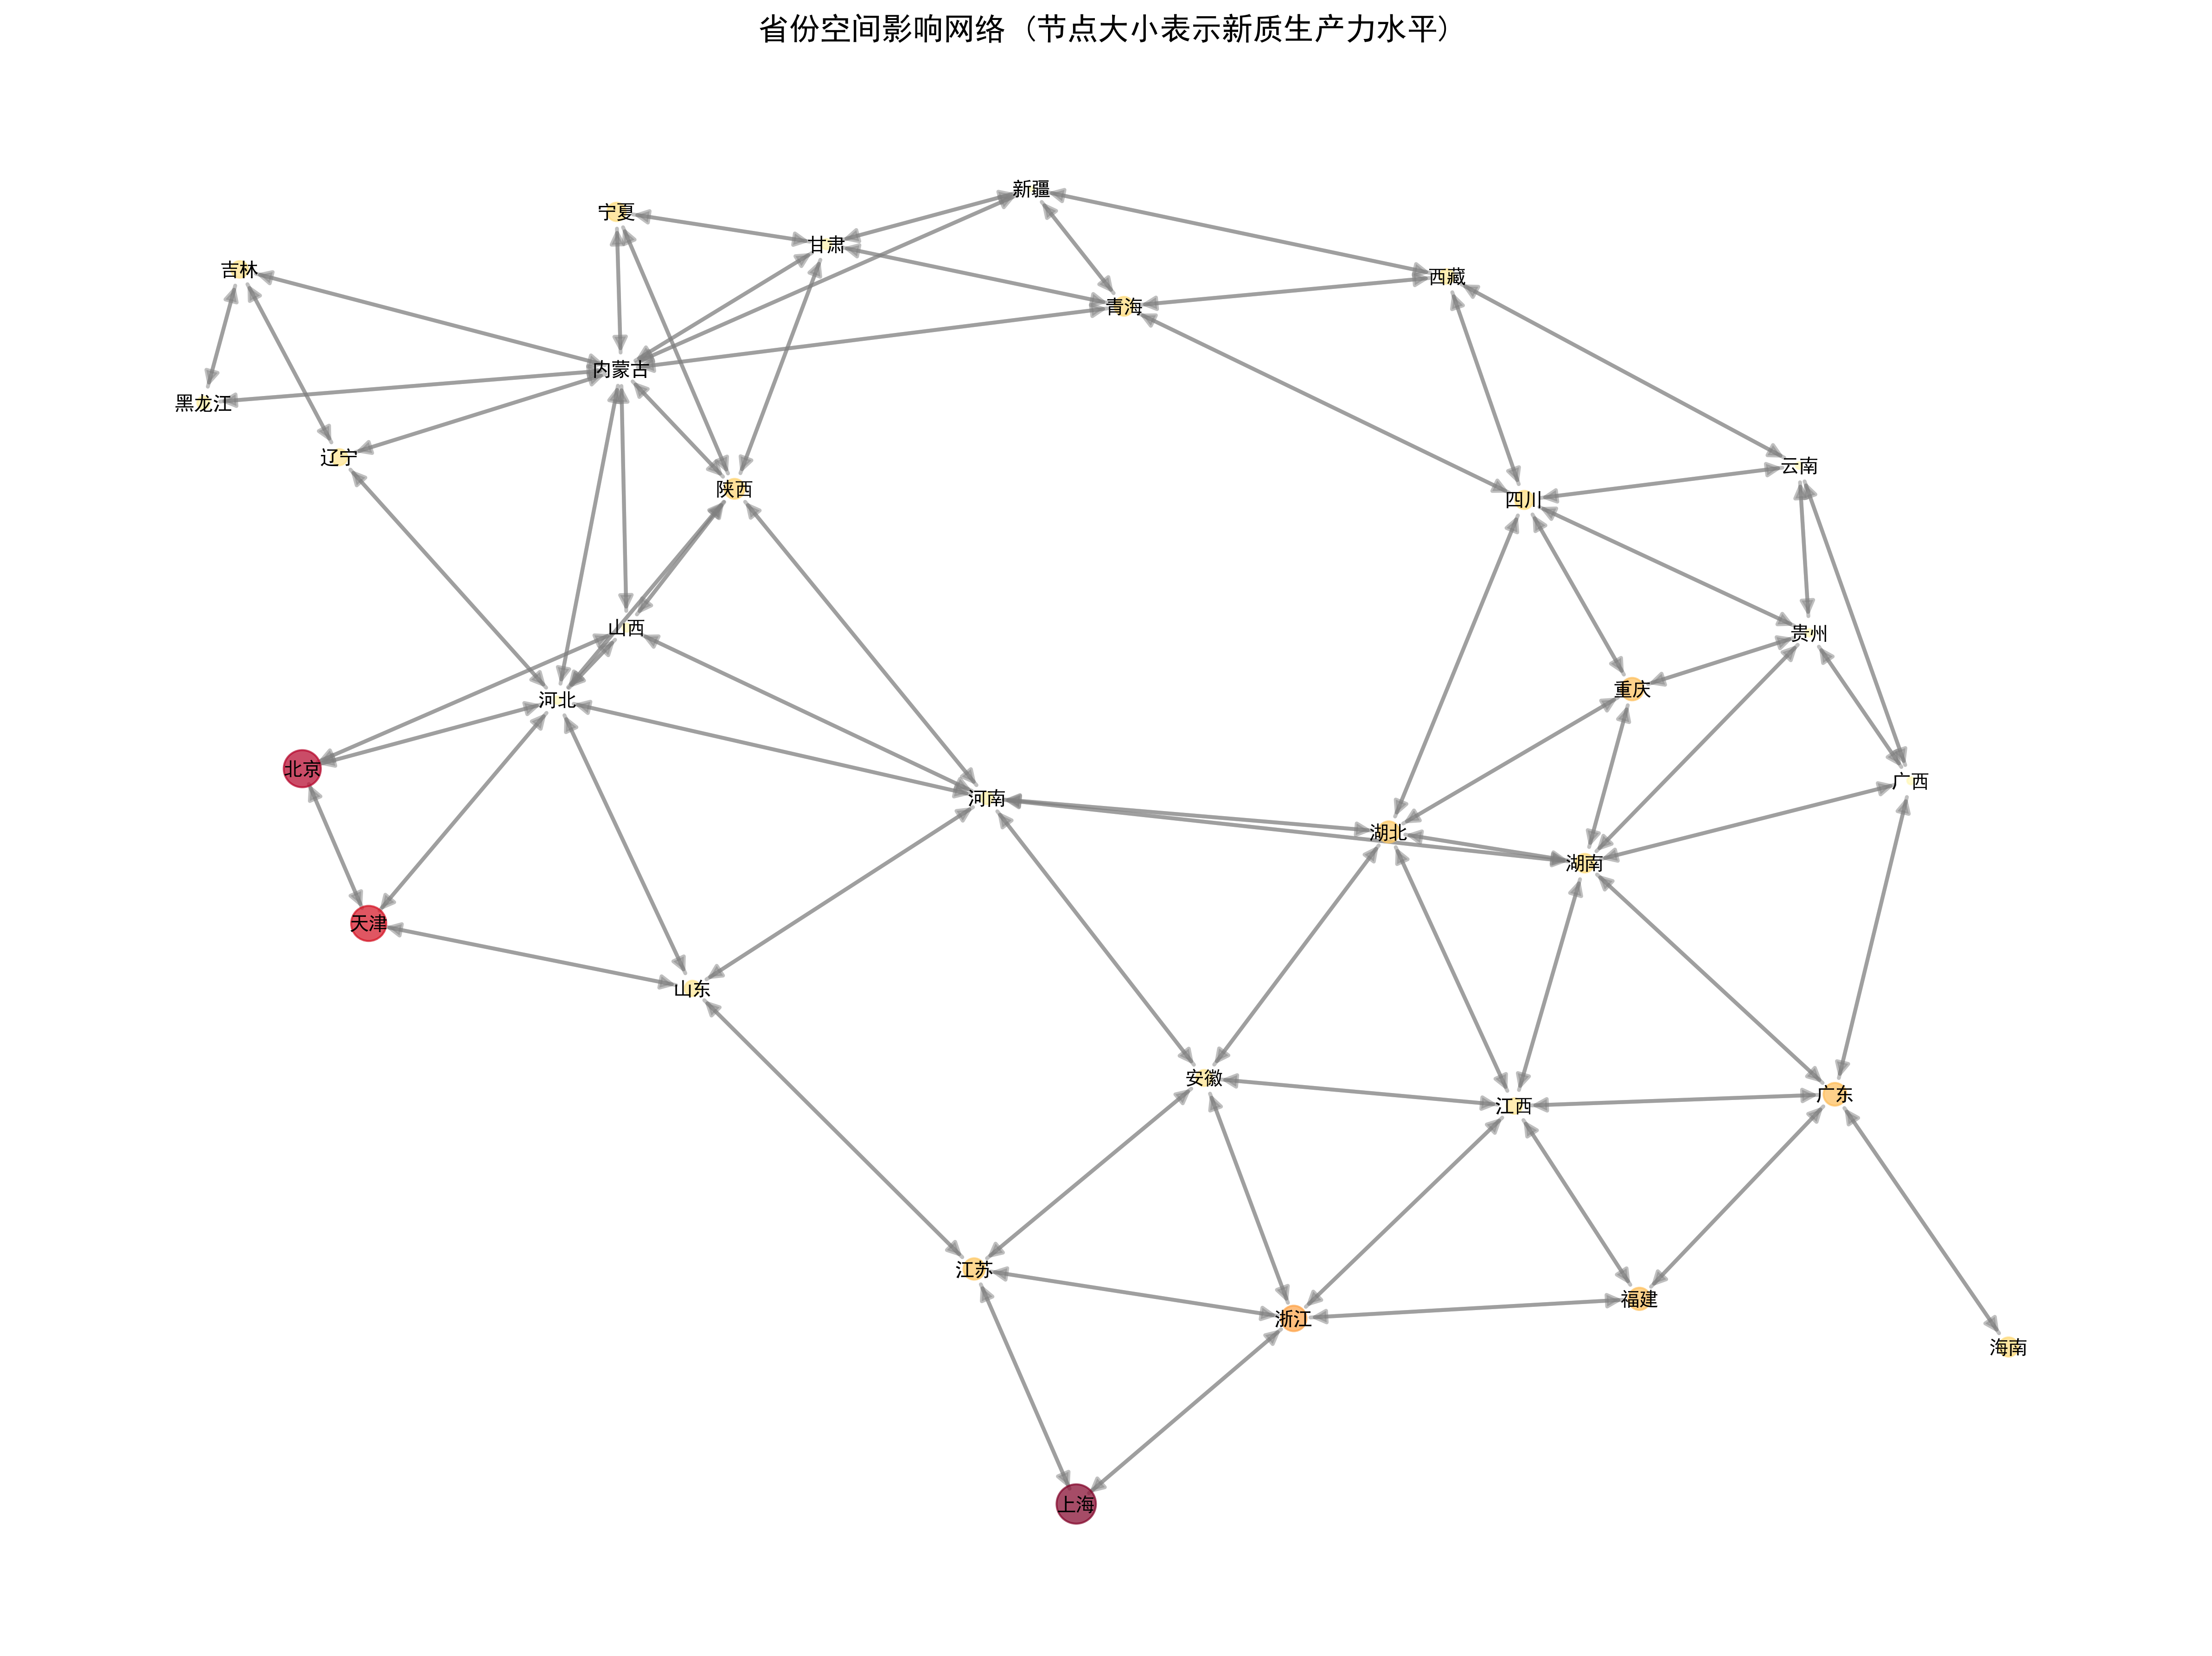 省份空间影响网络（节点大小表示新质生产力水平）
新疆
宁夏
甘肃
吉林
西藏
青海
内蒙古
黑龙江
辽宁
云南
陕西
四川
山西
贵州
重庆
河北
北京
广西
河南
湖北
湖南
天津
山东
安徽
广东
江西
江苏
福建
浙江
海南
上海